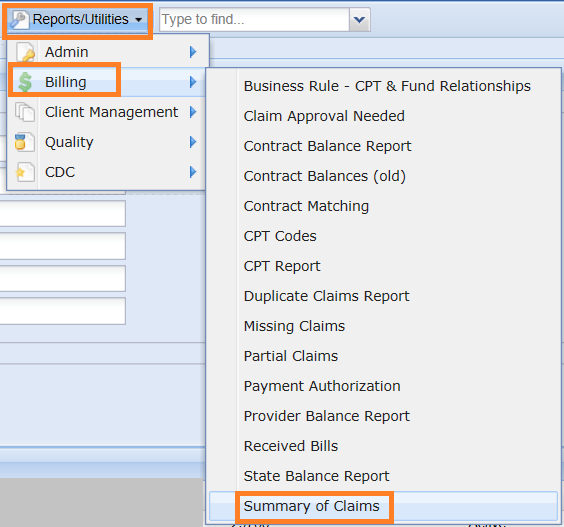 Reports/Utilities
Type to find...
Admin
Billing
Client Management
Quality
CDC
Business Rule - CPT & Fund Relationships
Claim Approval Needed
Contract Balance Report
Contract Balances (old)
Contract Matching
CPT Codes
CPT Report
Duplicate Claims Report
Missing Claims
Partial Claims
Payment Authorization
Provider Balance Report
Received Bills
State Balance Report
Summary of Claims